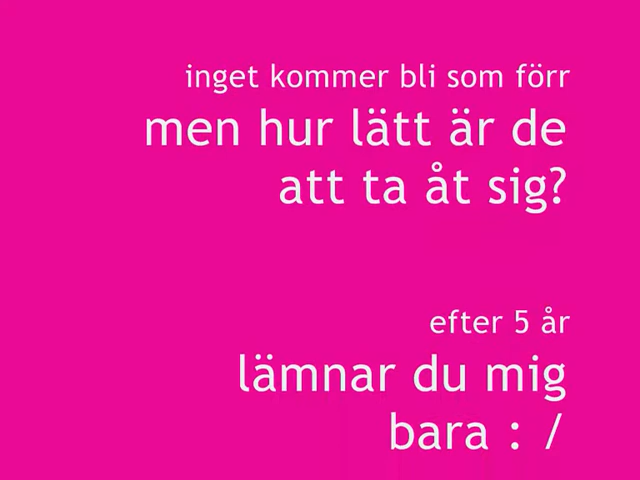 inget kommer bli som förr
men hur lätt är de
att ta åt sig?
efter 5 år
lämnar du mig
bara : /